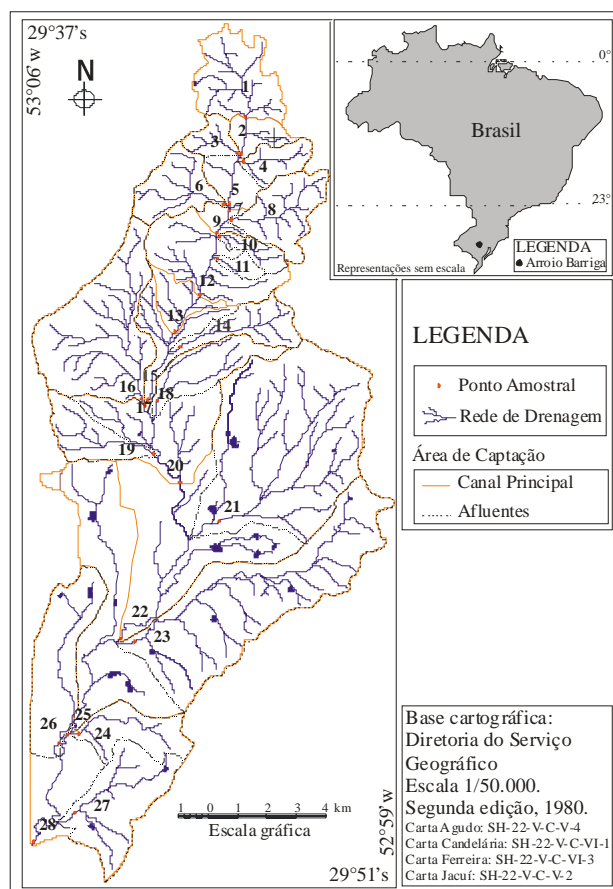 29°37's
53°06'w
N
1
2
3
4
5
6
7
8
9
10
11
12
13
14
15
16
17
18
19
20
21
22
23
24
25
26
27
28
1 0 1 2 3 4 km
Escala gráfica
52°59'w
29°51's
0°
Brasil
23°
LEGENDA
Arroio Barriga
Representações sem escala
LEGENDA
Ponto Amostral
Rede de Drenagem
Área de Captação
Canal Principal
Afluentes
Base cartográfica:
Diretoria do Serviço
Geográfico
Escala 1/50.000.
Segunda edição, 1980.
Carta Agudo: SH-22-V-C-V-4
Carta Candelária: SH-22-V-C-VI-1
Carta Ferreira: SH-22-V-C-VI-3
Carta Jacuí: SH-22-V-C-V-2